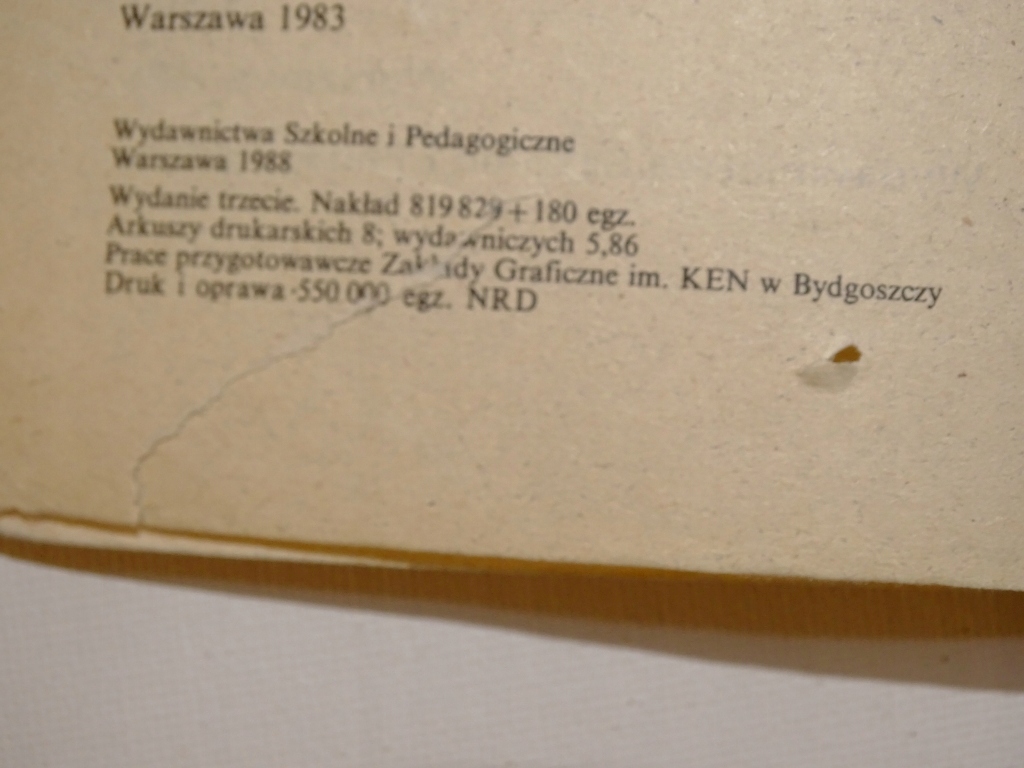 Warszawa 1983
Wydawnictwa Szkolne i Pedagogiczne
Warszawa 1988
Wydanie trzecie. Nakład 819 829 + 180 egz.
Arkuszy drukarskich 8; wydawniczych 5,86
Prace przygotowawcze Zakłady Graficzne im. KEN w Bydgoszczy
Druk i oprawa 550 000 egz. NRD